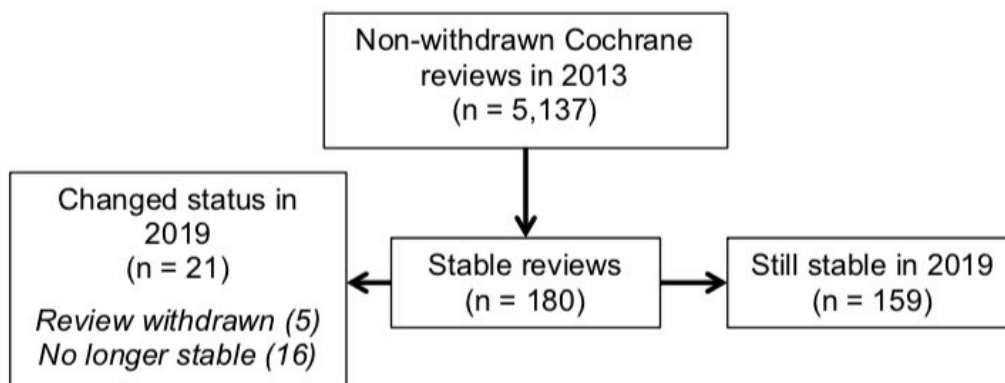 Non-withdrawn Cochrane
reviews in 2013
(n = 5,137)
Changed status in
2019
(n = 21)
Review withdrawn (5)
No longer stable (16)
Stable reviews
(n = 180)
Still stable in 2019
(n = 159)